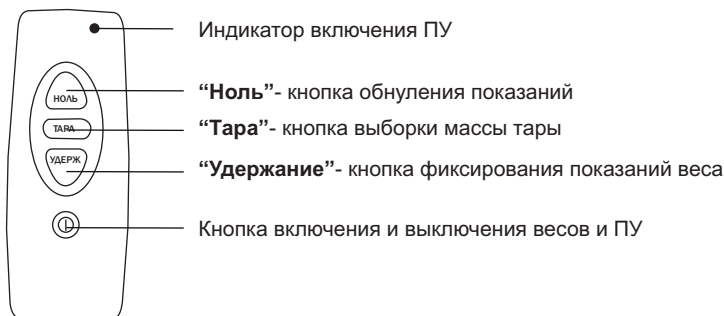 Индикатор включения ПУ
НОЛЬ
“Ноль”- кнопка обнуления показаний
ТАРА
“Тара”- кнопка выборки массы тары
УДЕРЖ
“Удержание”- кнопка фиксирования показаний веса
Кнопка включения и выключения весов и ПУ